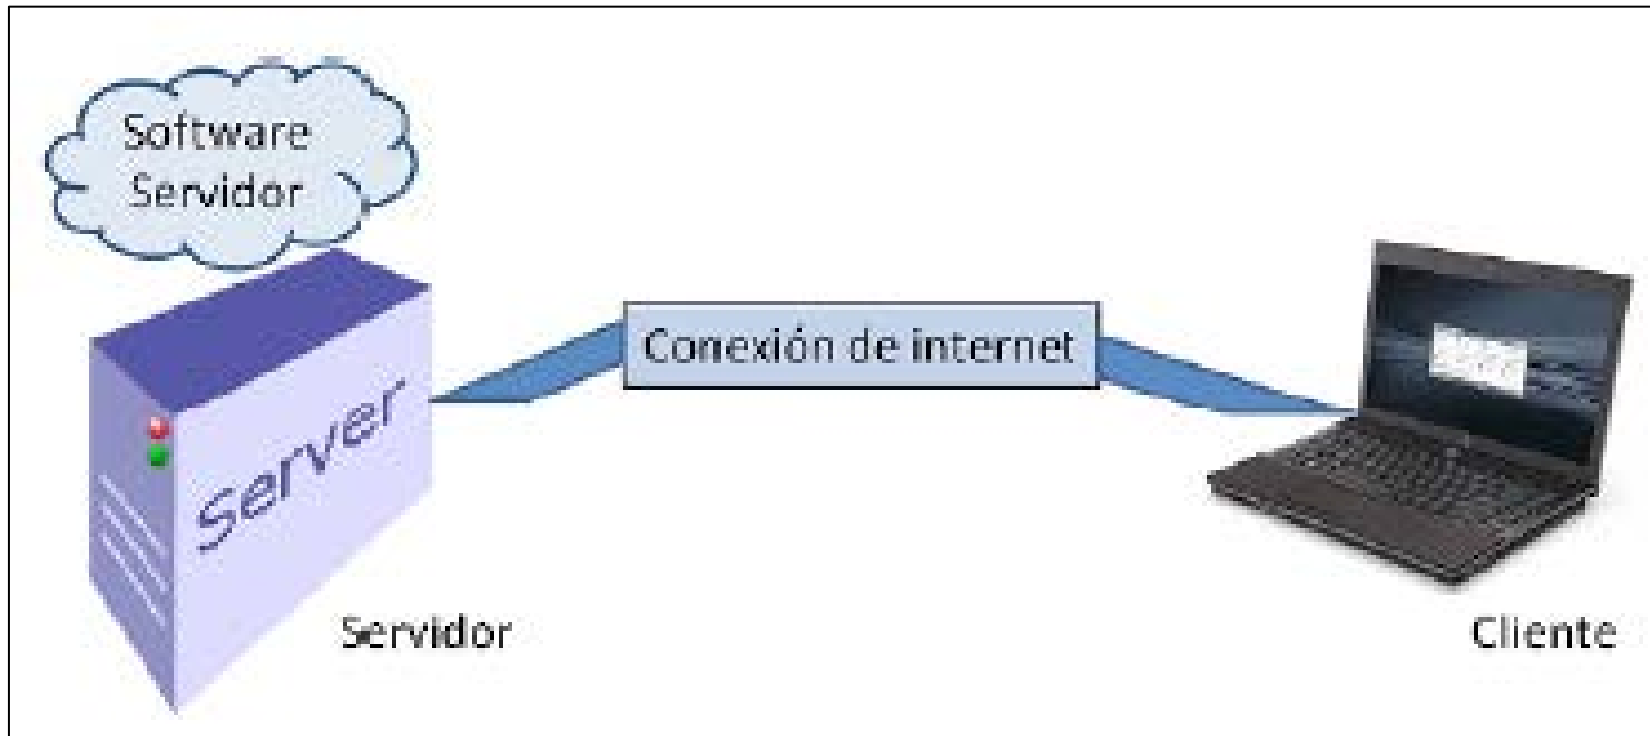 Software
Servidor
Server
Conexión de internet
Servidor
Cliente